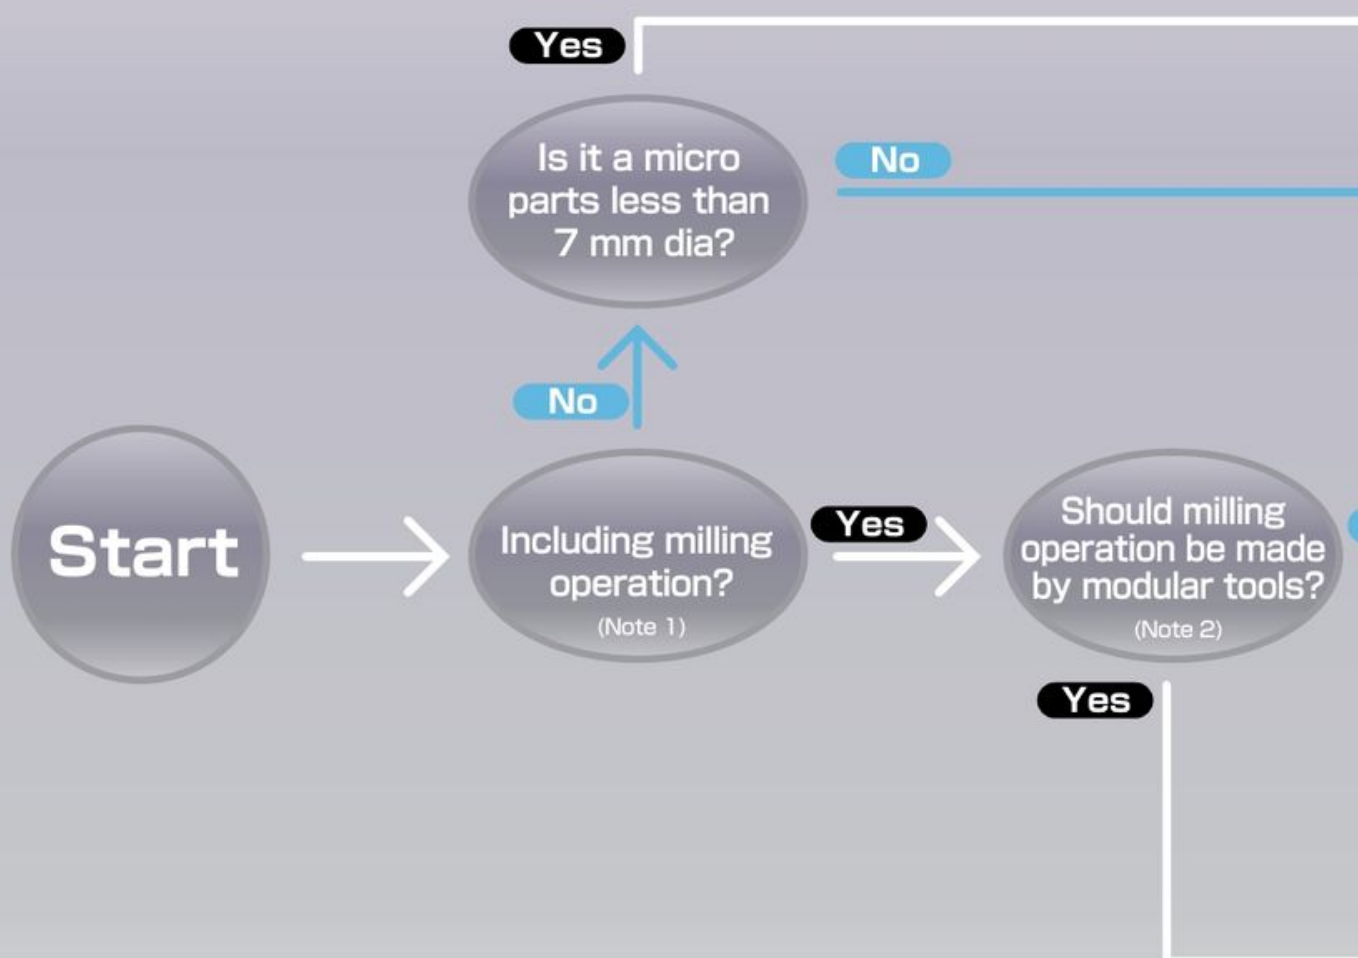 Yes
Is it a micro
parts less than
7 mm dia?
No
No
Start
Including milling
operation?
(Note 1)
Yes
Should milling
operation be made
by modular tools?
(Note 2)
Yes